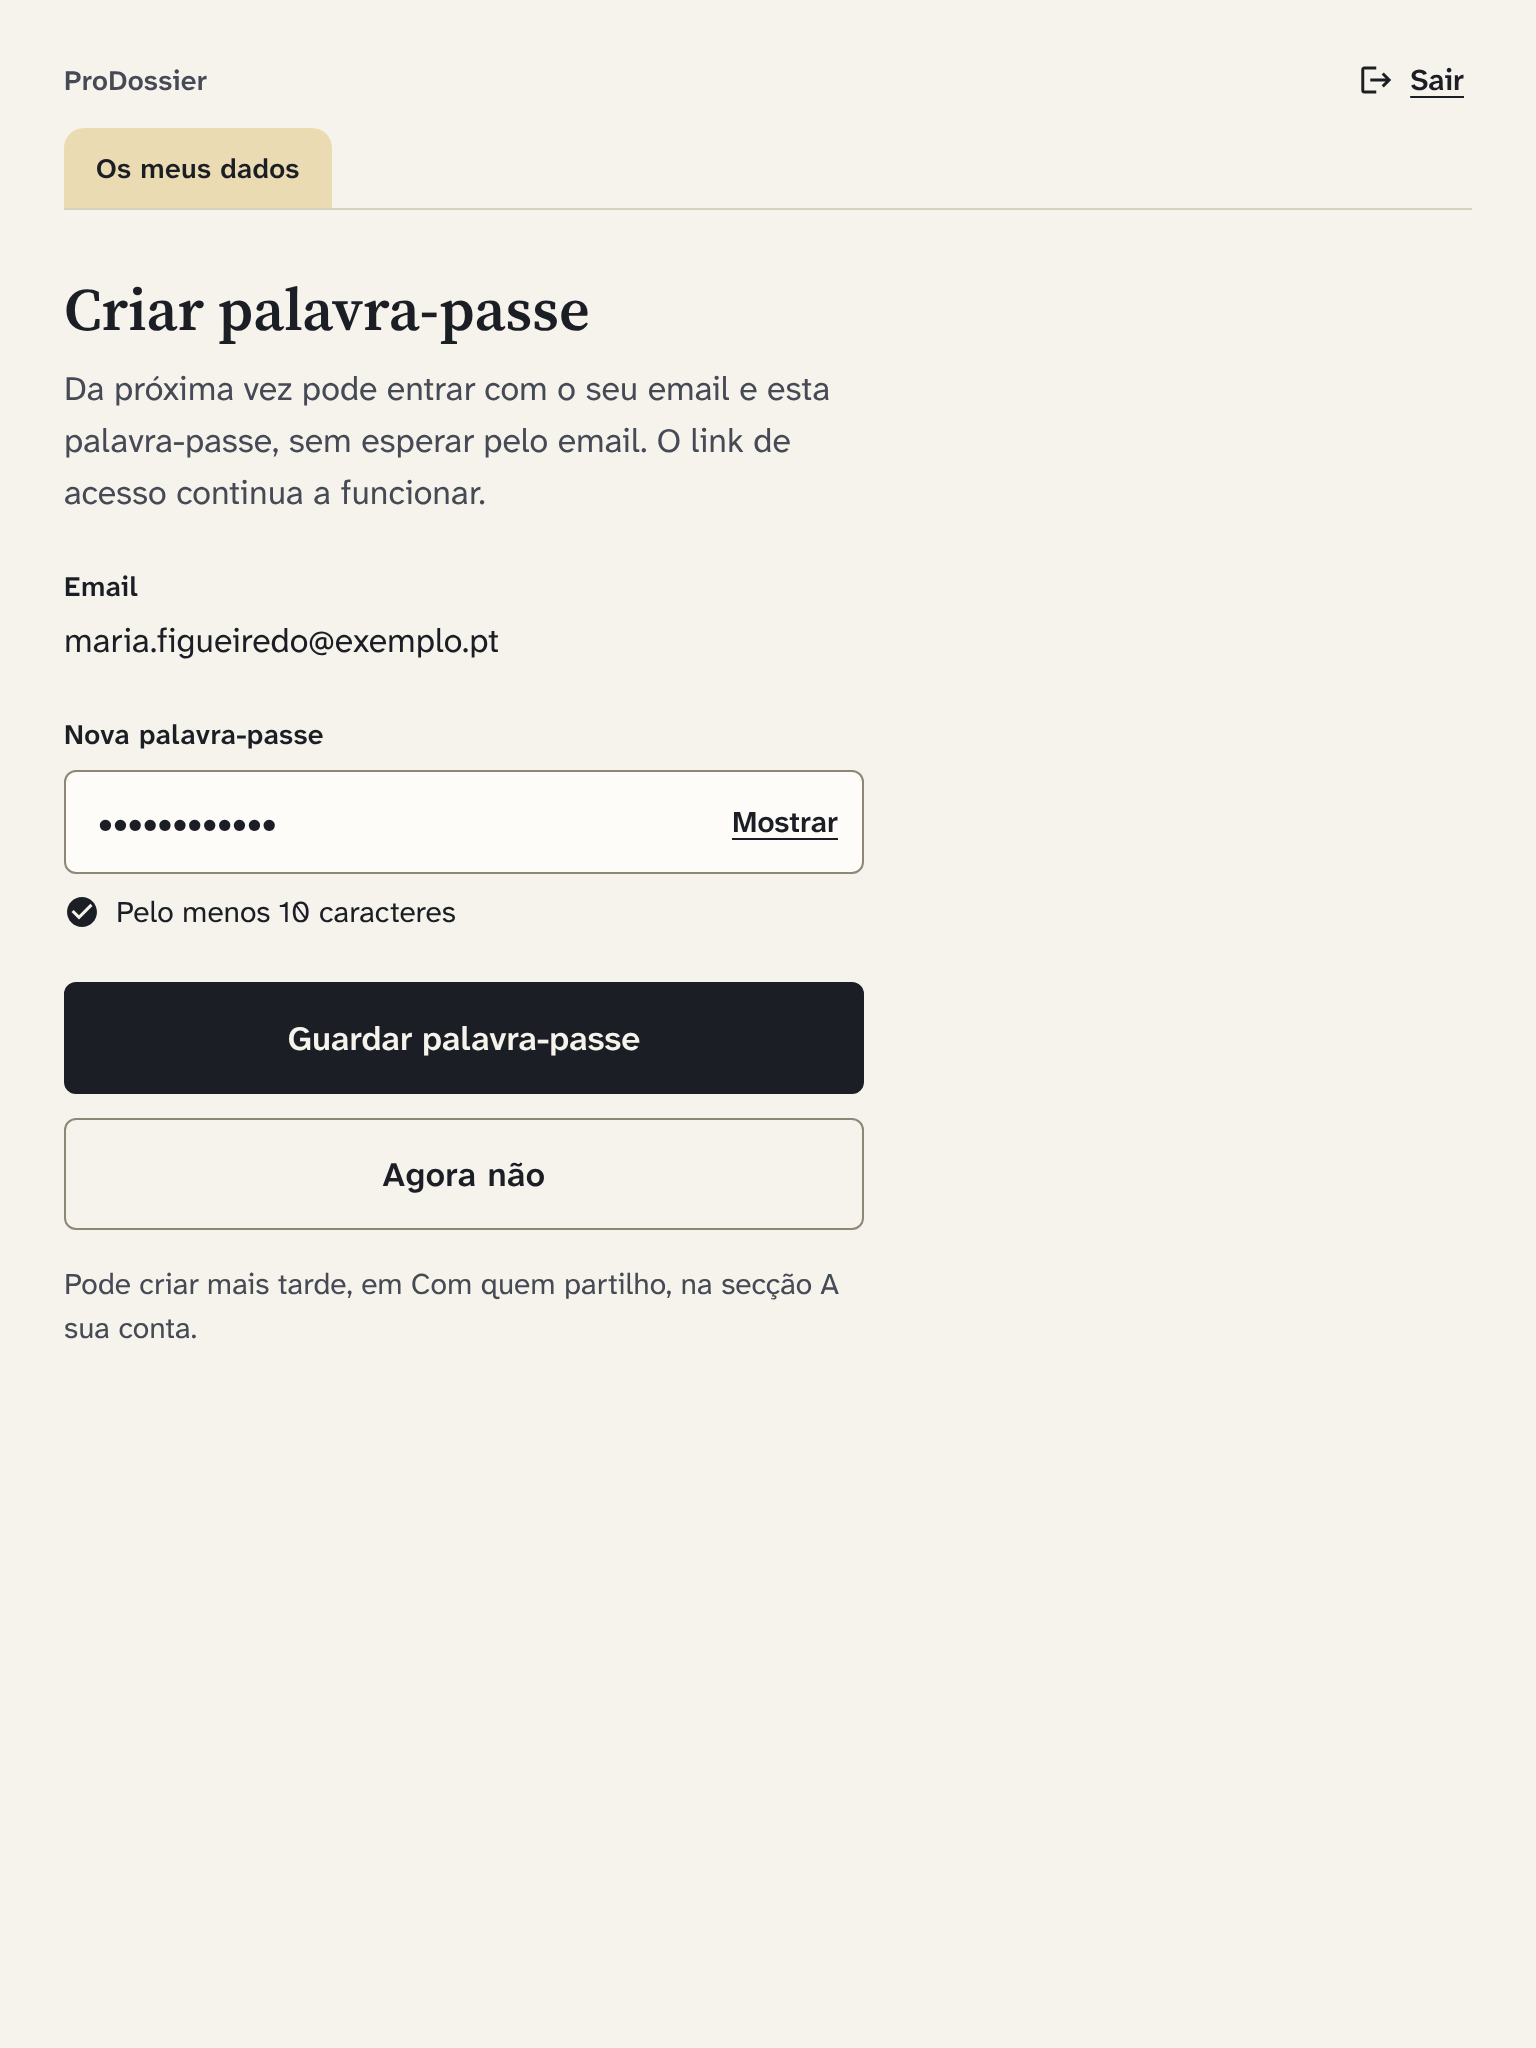 ProDossier
Sair
Os meus dados
Criar palavra-passe
Da próxima vez pode entrar com o seu email e esta
palavra-passe, sem esperar pelo email. O link de
acesso continua a funcionar.
Email
maria.figueiredo@exemplo.pt
Nova palavra-passe
••••••••••••
Mostrar
Pelo menos 10 caracteres
Guardar palavra-passe
Agora não
Pode criar mais tarde, em Com quem partilho, na secção A
sua conta.